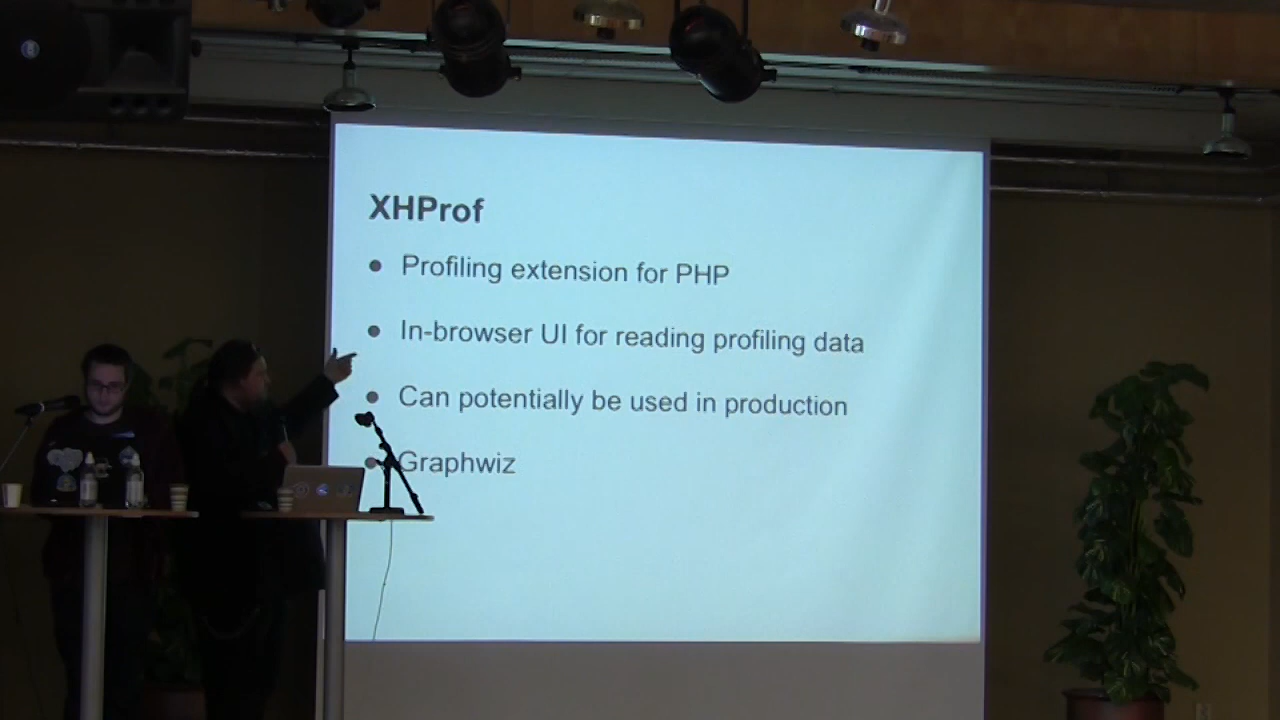 XHProf
● Profiling extension for PHP
● In-browser UI for reading profiling data
● Can potentially be used in production
● Graphwiz